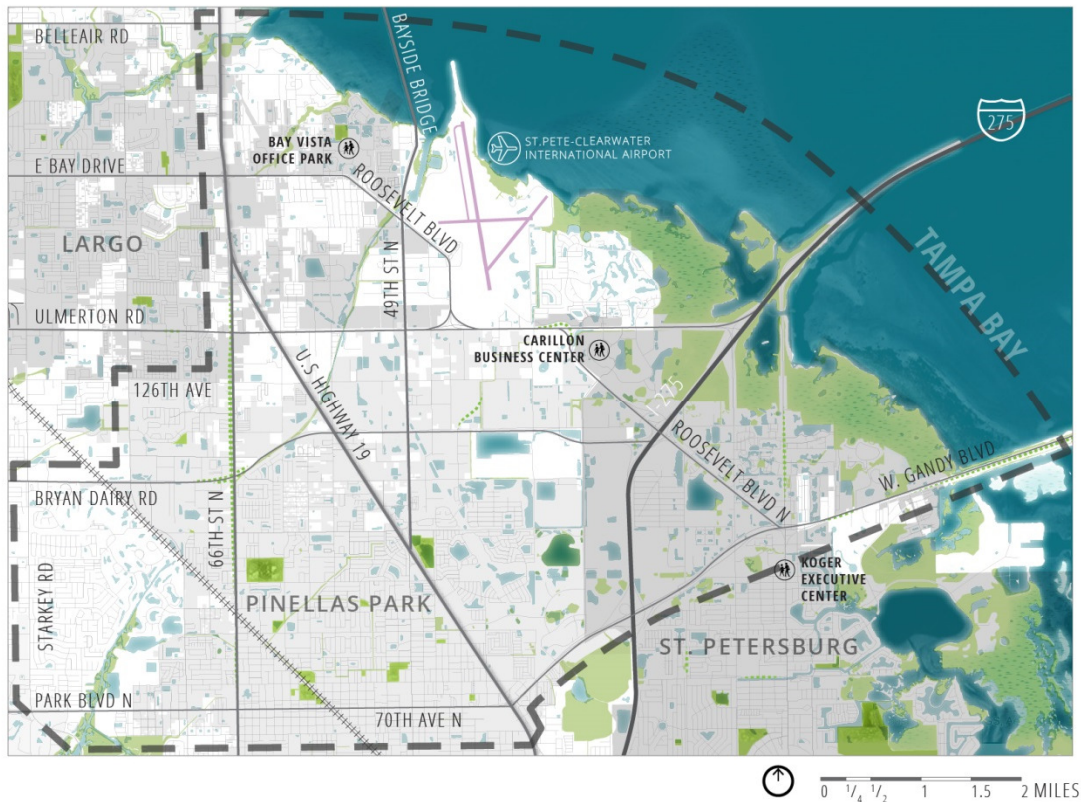 BELLEAIR RD
BAYSIDE BRIDGE
275
BAY VISTA
OFFICE PARK
ST.PETE-CLEARWATER
INTERNATIONAL AIRPORT
E BAY DRIVE
ROOSEVELT BLVD
LARGO
49TH ST N
TAMPA BAY
ULMERTON RD
CARILLON
BUSINESS CENTER
U.S HIGHWAY 19
126TH AVE
I-275
ROOSEVELT BLVD N
W. GANDY BLVD
BRYAN DAIRY RD
66TH ST N
STARKEY RD
KOGER
EXECUTIVE
CENTER
PINELLAS PARK
ST. PETERSBURG
PARK BLVD N
70TH AVE N
0 1/4 1/2 1 1.5 2 MILES